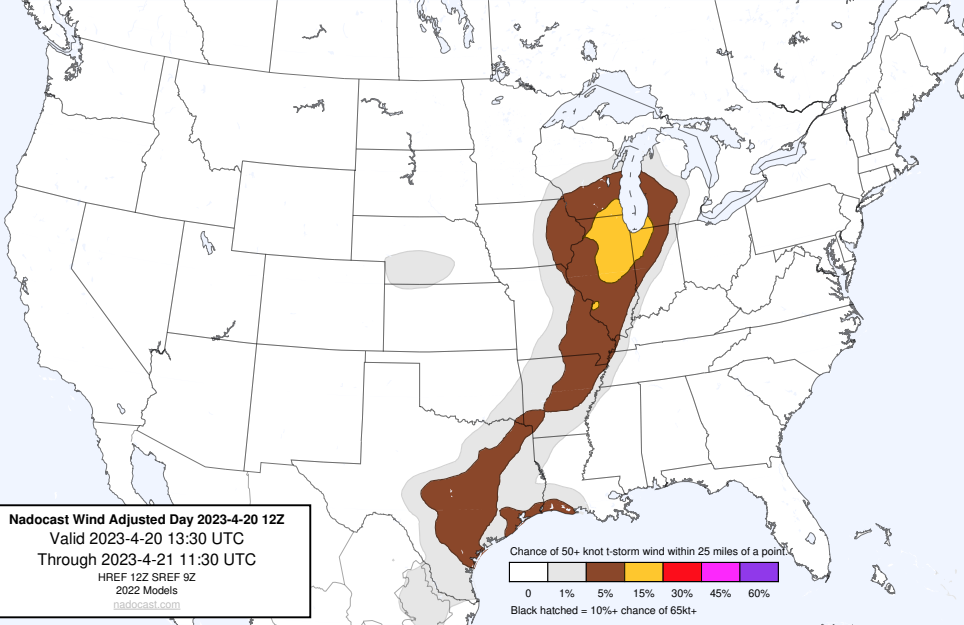 Nadocast Wind Adjusted Day 2023-4-20 12Z
Valid 2023-4-20 13:30 UTC
Through 2023-4-21 11:30 UTC
HREF 12Z SREF 9Z
2022 Models
nadocast.com
Chance of 50+ knot t-storm wind within 25 miles of a point.
0 1% 5% 15% 30% 45% 60%
Black hatched = 10%+ chance of 65kt+